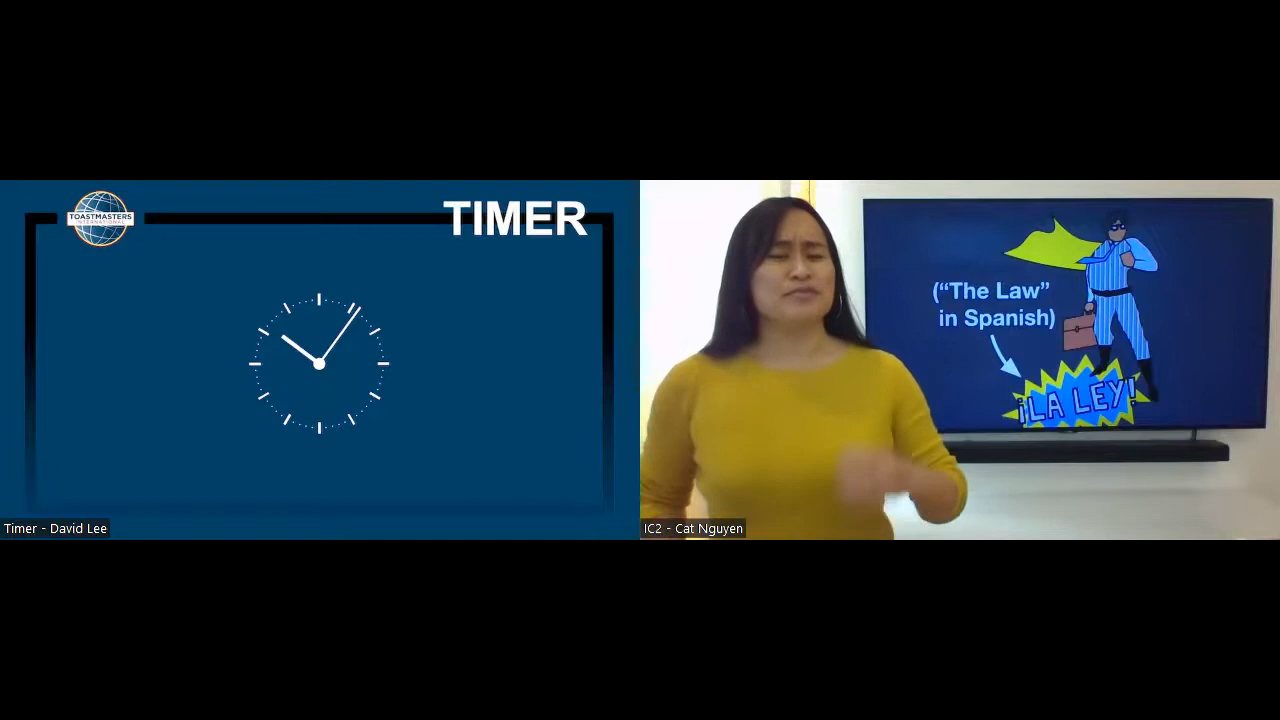 TOASTMASTERS
INTERNATIONAL
TIMER
Timer - David Lee
("The Law"
in Spanish)
¡LA LEY!
IC2 - Cat Nguyen